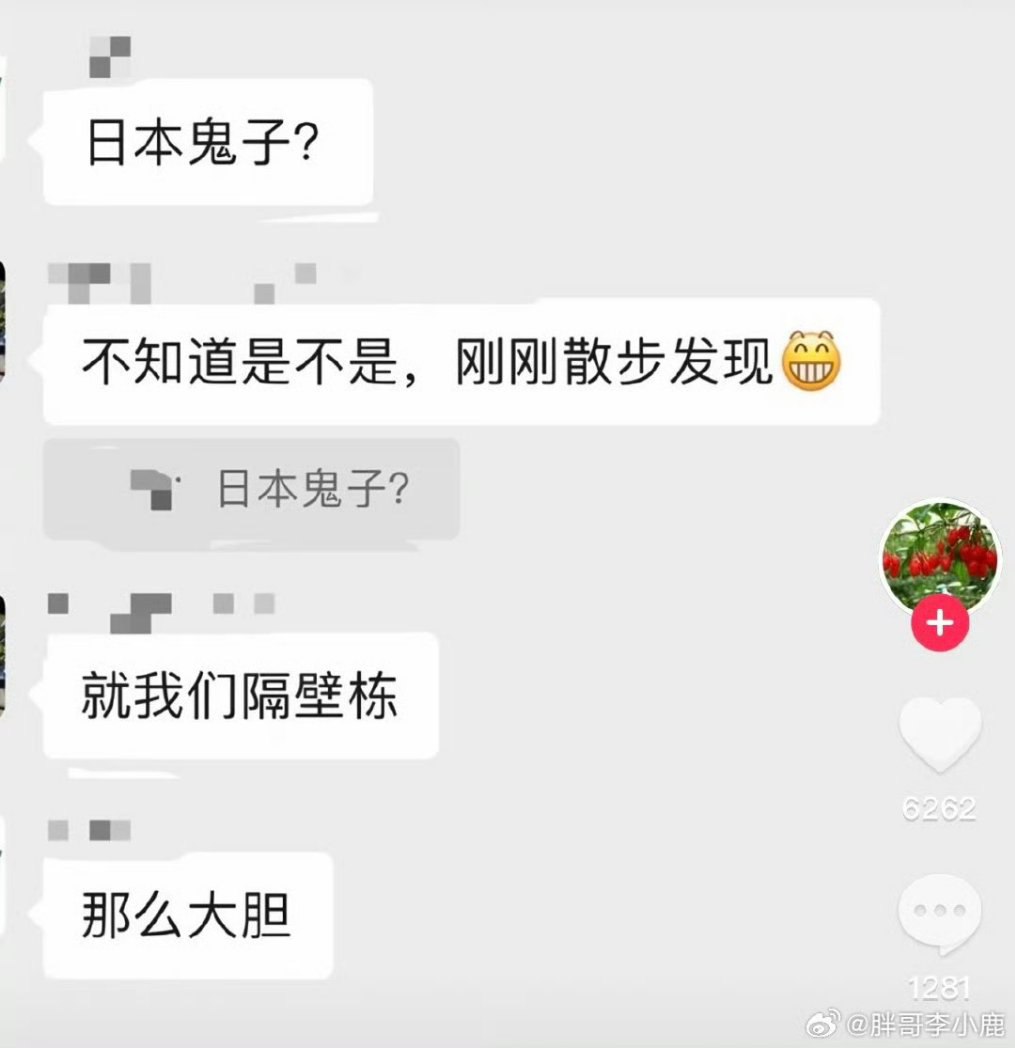 日本鬼子？
不知道是不是，刚刚散步发现😁
日本鬼子？
就我们隔壁栋
那么大胆
6262
1281
@胖哥李小鹿